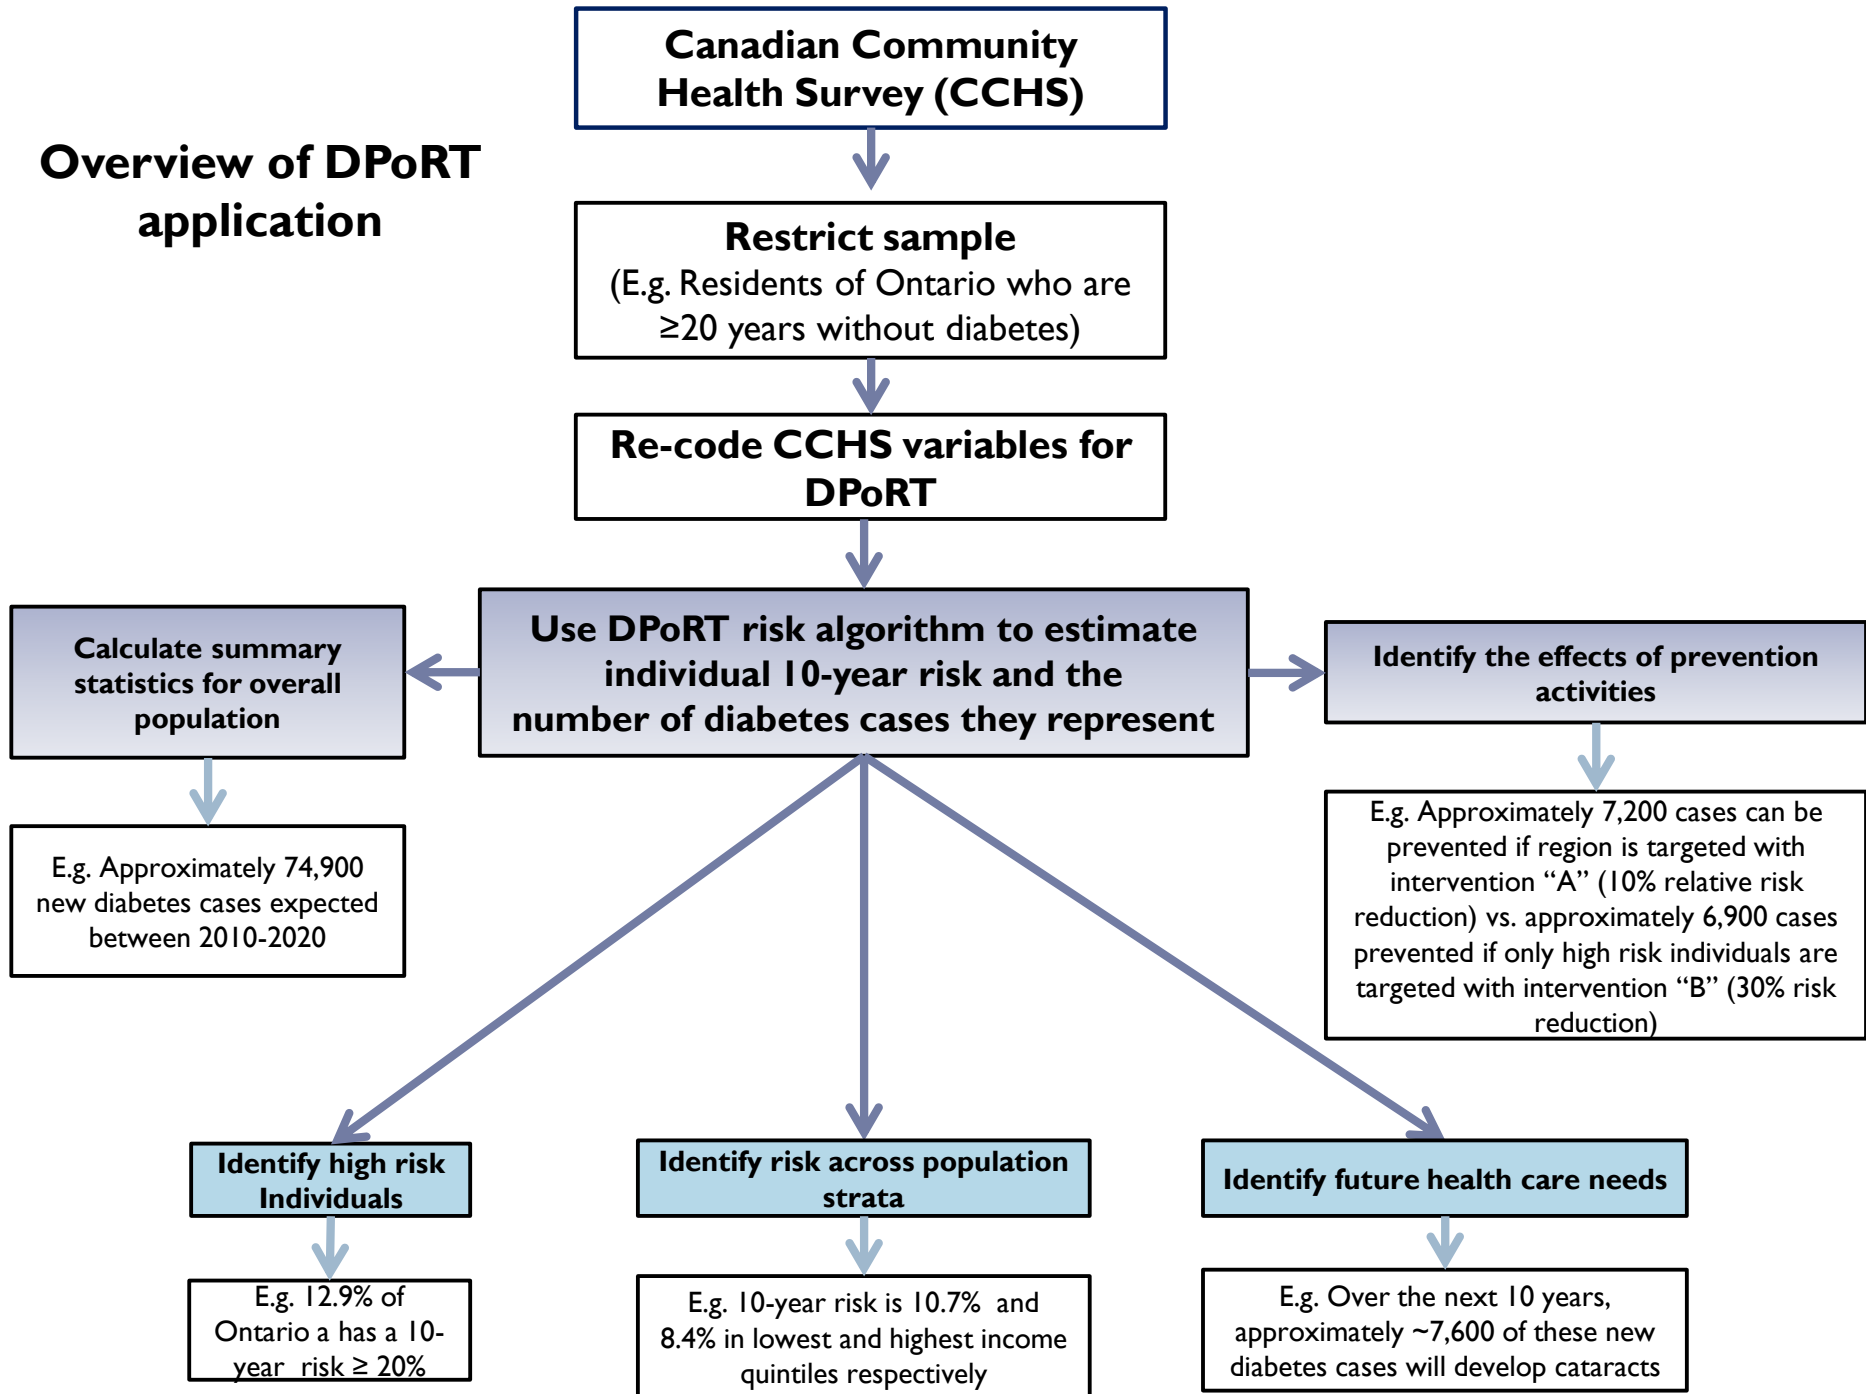 Canadian Community
Health Survey (CCHS)
Overview of DPoRT
application
Restrict sample
(E.g. Residents of Ontario who are
≥20 years without diabetes)
Re-code CCHS variables for
DPoRT
Use DPoRT risk algorithm to estimate
individual 10-year risk and the
number of diabetes cases they represent
Calculate summary
statistics for overall
population
Identify the effects of prevention
activities
E.g. Approximately 74,900
new diabetes cases expected
between 2010-2020
E.g. Approximately 7,200 cases can be
prevented if region is targeted with
intervention “A” (10% relative risk
reduction) vs. approximately 6,900 cases
prevented if only high risk individuals are
targeted with intervention “B” (30% risk
reduction)
Identify high risk
Individuals
Identify risk across population
strata
Identify future health care needs
E.g. 12.9% of
Ontario a has a 10-
year risk ≥ 20%
E.g. 10-year risk is 10.7% and
8.4% in lowest and highest income
quintiles respectively
E.g. Over the next 10 years,
approximately ~7,600 of these new
diabetes cases will develop cataracts